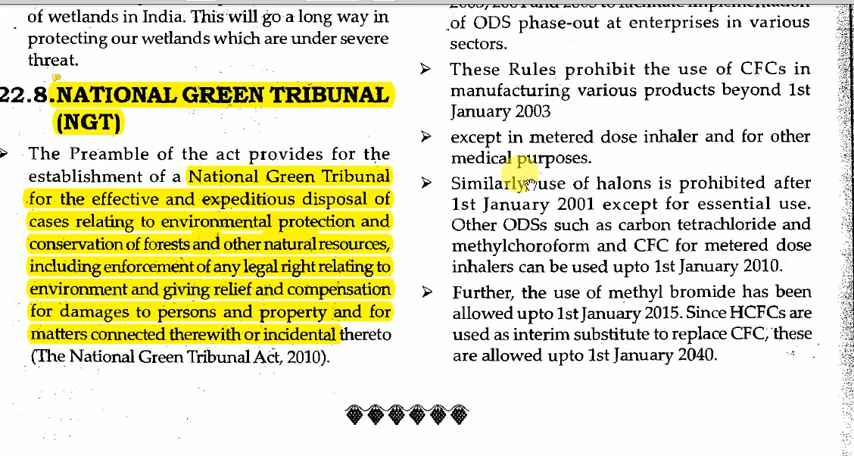 of wetlands in India. This will go a long way in
protecting our wetlands which are under severe
threat.
22.8. NATIONAL GREEN TRIBUNAL
(NGT)
➢ The Preamble of the act provides for the
establishment of a National Green Tribunal
for the effective and expeditious disposal of
cases relating to environmental protection and
conservation of forests and other natural resources,
including enforcement of any legal right relating to
environment and giving relief and compensation
for damages to persons and property and for
matters connected therewith or incidental thereto
(The National Green Tribunal Act, 2010).
of ODS phase-out at enterprises in various
sectors.
➢ These Rules prohibit the use of CFCs in
manufacturing various products beyond 1st
January 2003
➢ except in metered dose inhaler and for other
medical purposes.
➢ Similarly, use of halons is prohibited after
1st January 2001 except for essential use.
Other ODSs such as carbon tetrachloride and
methylchoroform and CFC for metered dose
inhalers can be used upto 1st January 2010.
➢ Further, the use of methyl bromide has been
allowed upto 1st January 2015. Since HCFCs are
used as interim substitute to replace CFC, these
are allowed upto 1st January 2040.